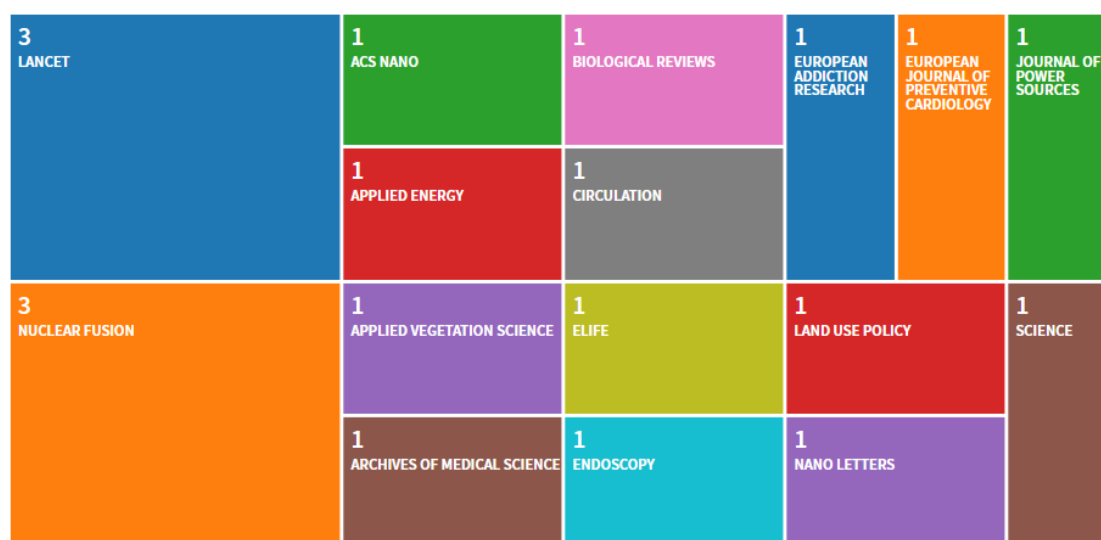 3
LANCET
1
ACS NANO
1
BIOLOGICAL REVIEWS
1
EUROPEAN
ADDICTION
RESEARCH
1
EUROPEAN
JOURNAL OF
PREVENTIVE
CARDIOLOGY
1
JOURNAL OF
POWER
SOURCES
1
APPLIED ENERGY
1
CIRCULATION
3
NUCLEAR FUSION
1
APPLIED VEGETATION SCIENCE
1
ELIFE
1
LAND USE POLICY
1
SCIENCE
1
ARCHIVES OF MEDICAL SCIENCE
1
ENDOSCOPY
1
NANO LETTERS